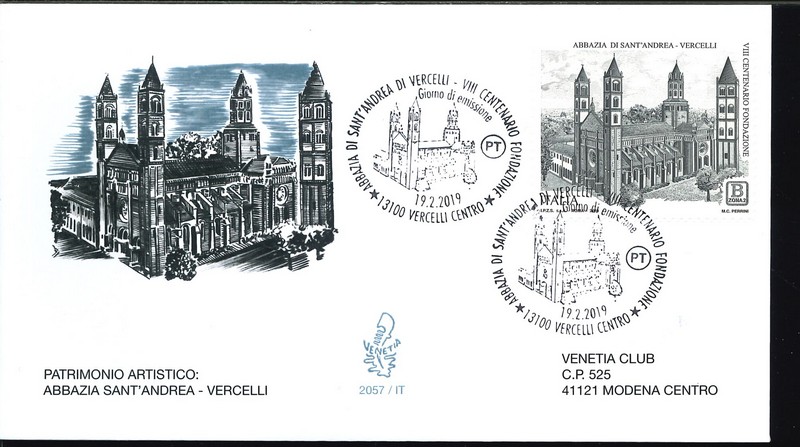 ABBAZIA DI SANT'ANDREA - VERCELLI
VIII CENTENARIO FONDAZIONE
B
ZONA 1
M.C. PERRINI
ABBAZIA DI SANT'ANDREA DI VERCELLI - VIII CENTENARIO FONDAZIONE
Giorno di emissione
PT
19.2.2019
★ 13100 VERCELLI CENTRO ★
ITALIA
ABBAZIA DI SANT'ANDREA DI VERCELLI - VIII CENTENARIO FONDAZIONE
Giorno di emissione
PT
19.2.2019
★ 13100 VERCELLI CENTRO ★
VENETIA
2057 / IT
PATRIMONIO ARTISTICO:
ABBAZIA SANT'ANDREA - VERCELLI
VENETIA CLUB
C.P. 525
41121 MODENA CENTRO